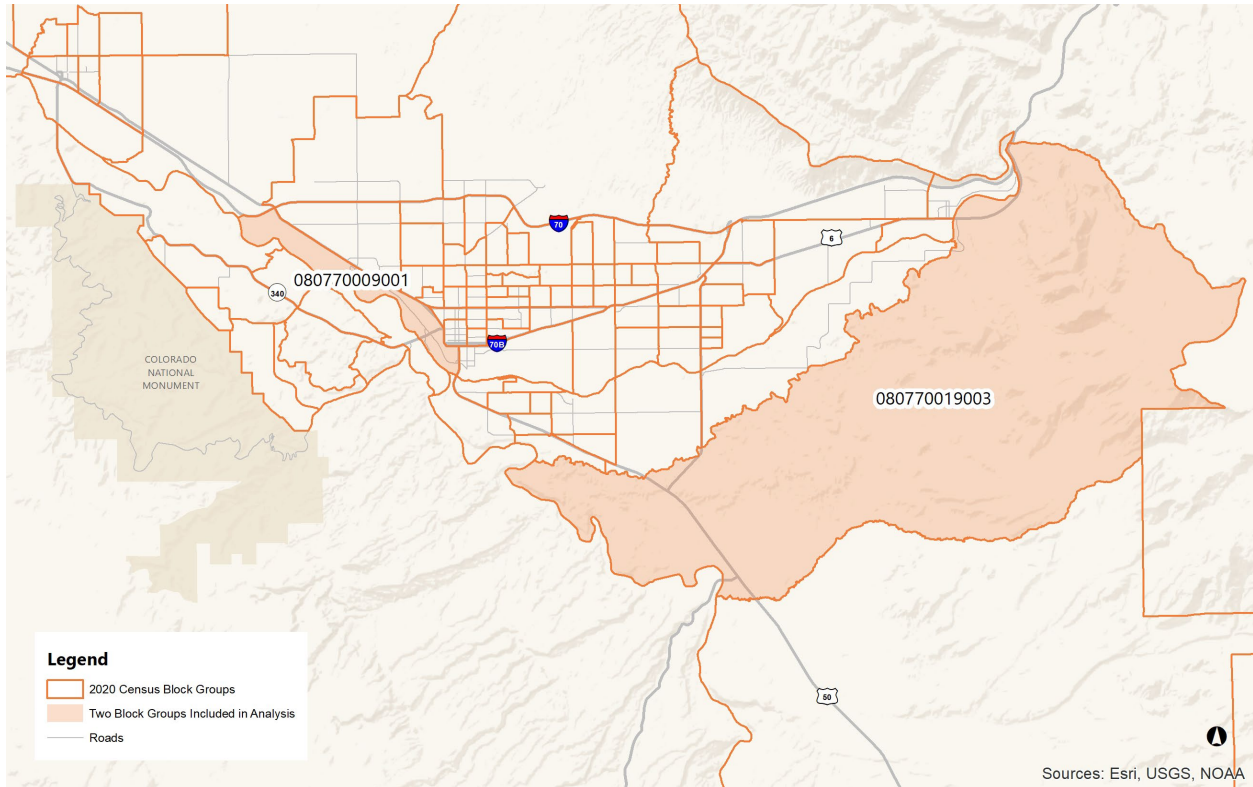 70
6
080770009001
340
70B
COLORADO
NATIONAL
MONUMENT
080770019003
Legend
2020 Census Block Groups
Two Block Groups Included in Analysis
Roads
50
Sources: Esri, USGS, NOAA